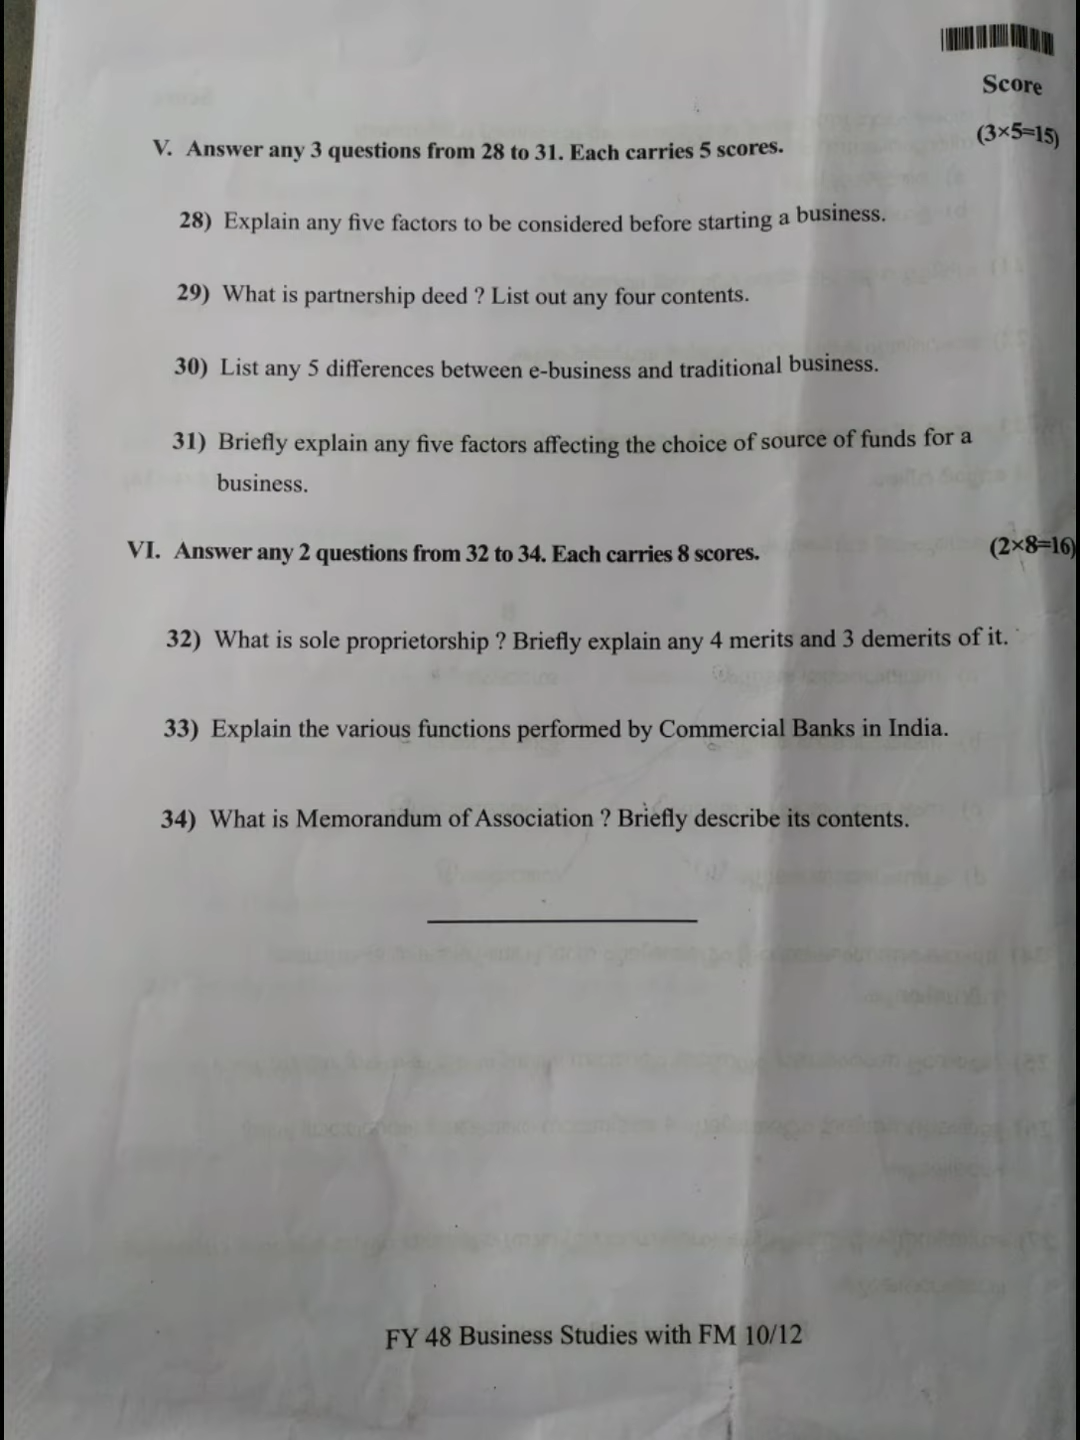 Score
V. Answer any 3 questions from 28 to 31. Each carries 5 scores. (3×5=15)
28) Explain any five factors to be considered before starting a business.
29) What is partnership deed ? List out any four contents.
30) List any 5 differences between e-business and traditional business.
31) Briefly explain any five factors affecting the choice of source of funds for a
business.
VI. Answer any 2 questions from 32 to 34. Each carries 8 scores. (2×8=16)
32) What is sole proprietorship ? Briefly explain any 4 merits and 3 demerits of it.
33) Explain the various functions performed by Commercial Banks in India.
34) What is Memorandum of Association ? Briefly describe its contents.
FY 48 Business Studies with FM 10/12